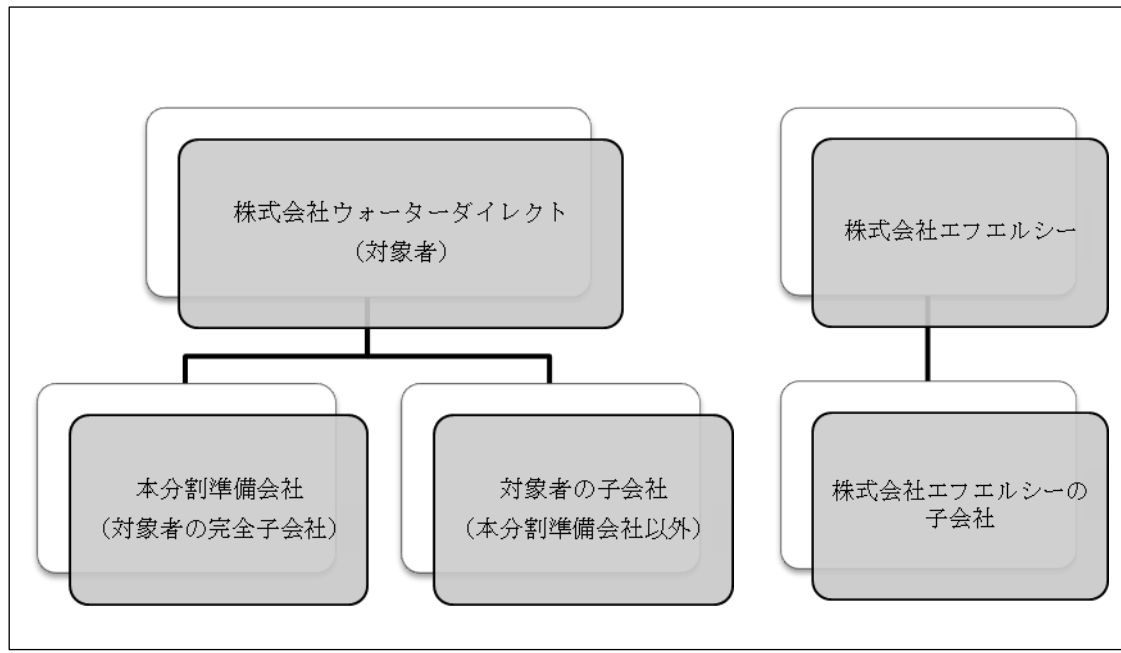 株式会社ウォーターダイレクト
(対象者)
株式会社エフエルシー
本分割準備会社
(対象者の完全子会社)
対象者の子会社
(本分割準備会社以外)
株式会社エフエルシーの
子会社